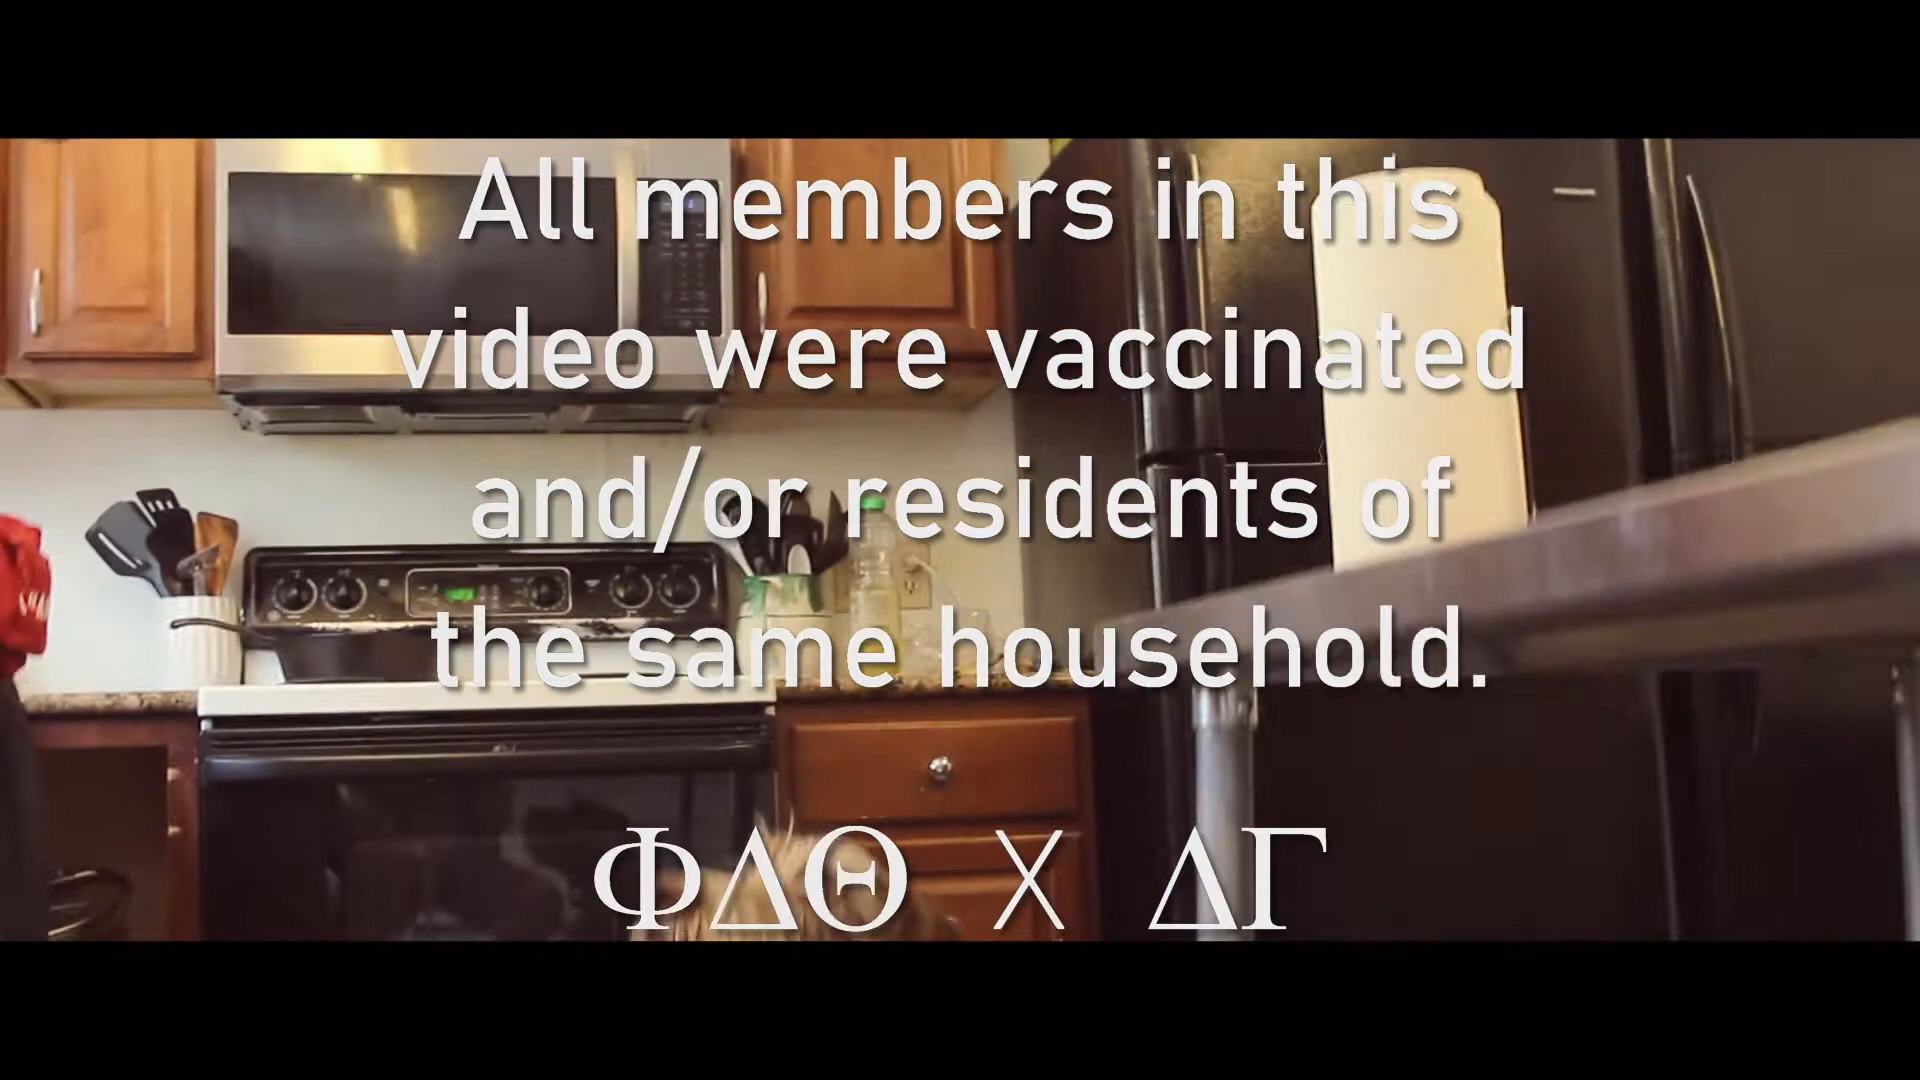 All members in this
video were vaccinated
and/or residents of
the same household.
ΦΔΘ X ΔΓ